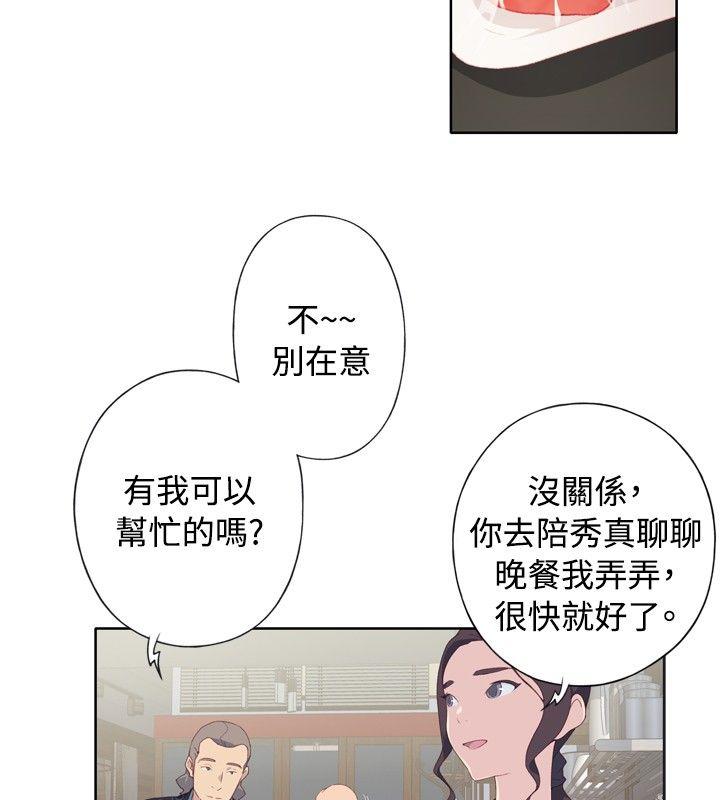 不~~
別在意
有我可以
幫忙的嗎?
沒關係,
你去陪秀真聊聊
晚餐我弄弄,
很快就好了。